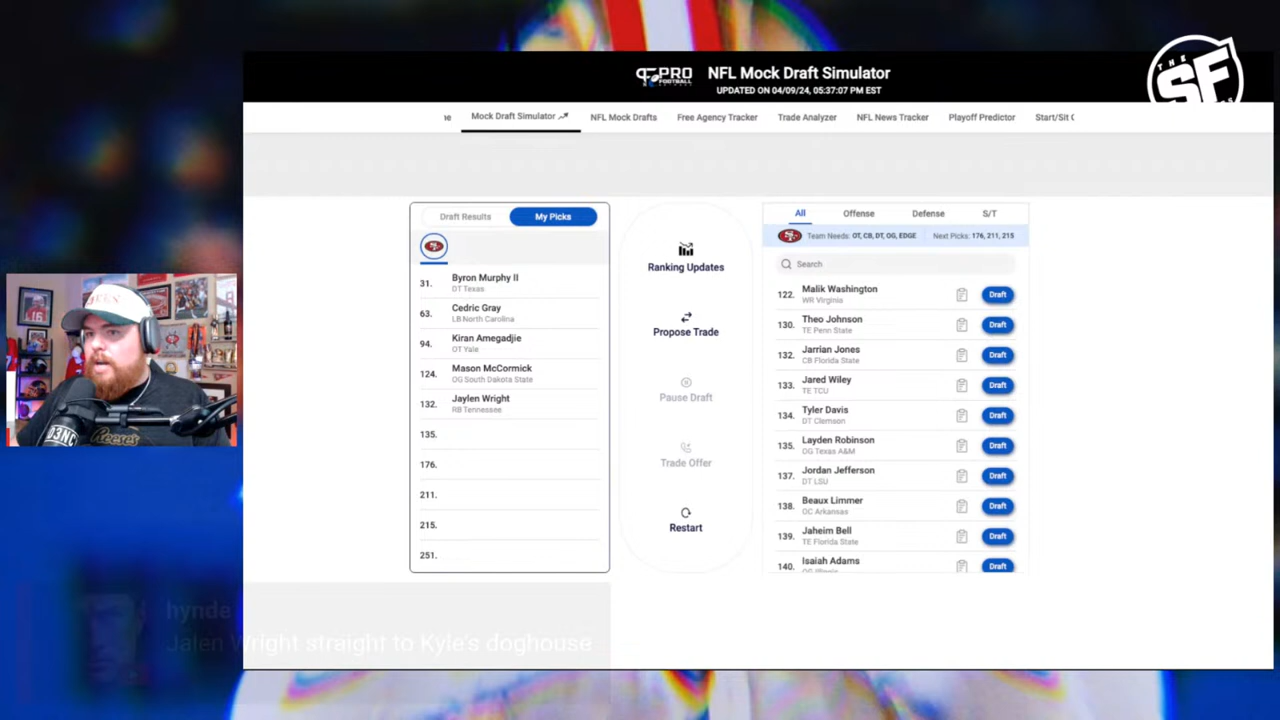 PRO
FOOTBALL
NFL Mock Draft Simulator
UPDATED ON 04/09/24, 05:37:07 PM EST
THE
SF
Mock Draft Simulator
NFL Mock Drafts
Free Agency Tracker
Trade Analyzer
NFL News Tracker
Playoff Predictor
Start/Sit
Draft Results
My Picks
31.
Byron Murphy II
DT Texas
63.
Cedric Gray
LB North Carolina
94.
Kiran Amegadjie
OT Yale
124.
Mason McCormick
OG South Dakota State
132.
Jaylen Wright
RB Tennessee
135.
176.
211.
215.
251.
Ranking Updates
Propose Trade
Pause Draft
Trade Offer
Restart
All
Offense
Defense
S/T
Team Needs: OT, CB, DT, OG, EDGE
Next Picks: 176, 211, 215
Search
122.
Malik Washington
WR Virginia
Draft
130.
Theo Johnson
TE Penn State
Draft
132.
Jarrian Jones
CB Florida State
Draft
133.
Jared Wiley
TE TCU
Draft
134.
Tyler Davis
DT Clemson
Draft
135.
Layden Robinson
OG Texas A&M
Draft
137.
Jordan Jefferson
DT LSU
Draft
138.
Beaux Limmer
OC Arkansas
Draft
139.
Jaheim Bell
TE Florida State
Draft
140.
Isaiah Adams
OG Illinois
Draft
Reese's
hynde
Jalen Wright straight to Kyle's doghouse